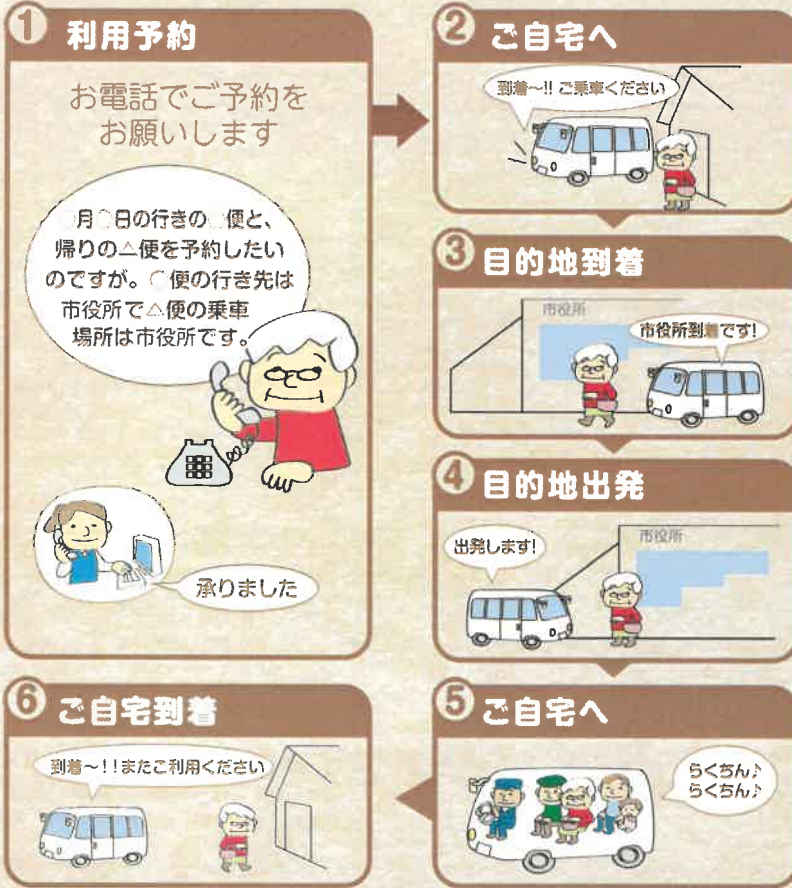 ① 利用予約
お電話でご予約を
お願いします
○月○日の行きの○便と、
帰りの△便を予約したい
のですが。○便の行き先は
市役所で△便の乗車
場所は市役所です。
承りました
② ご自宅へ
到着～!! ご乗車ください
③ 目的地到着
市役所
市役所到着です!
④ 目的地出発
出発します!
市役所
⑤ ご自宅へ
らくちん♪
らくちん♪
⑥ ご自宅到着
到着～!!またご利用ください